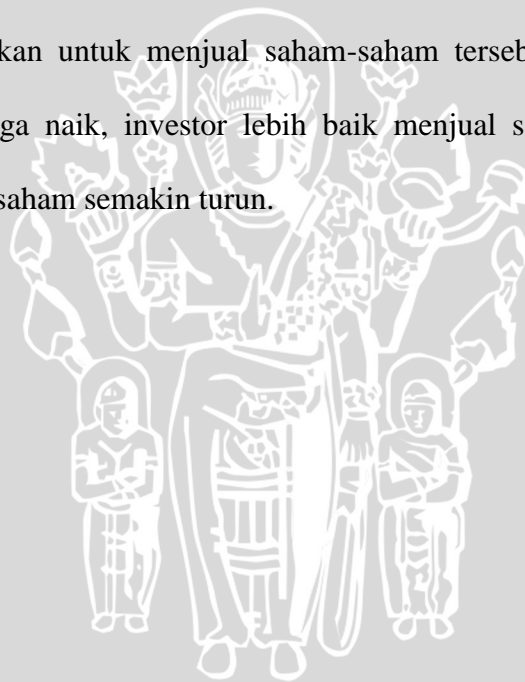 kan untuk menjual saham-saham terseb
ga naik, investor lebih baik menjual s
saham semakin turun.